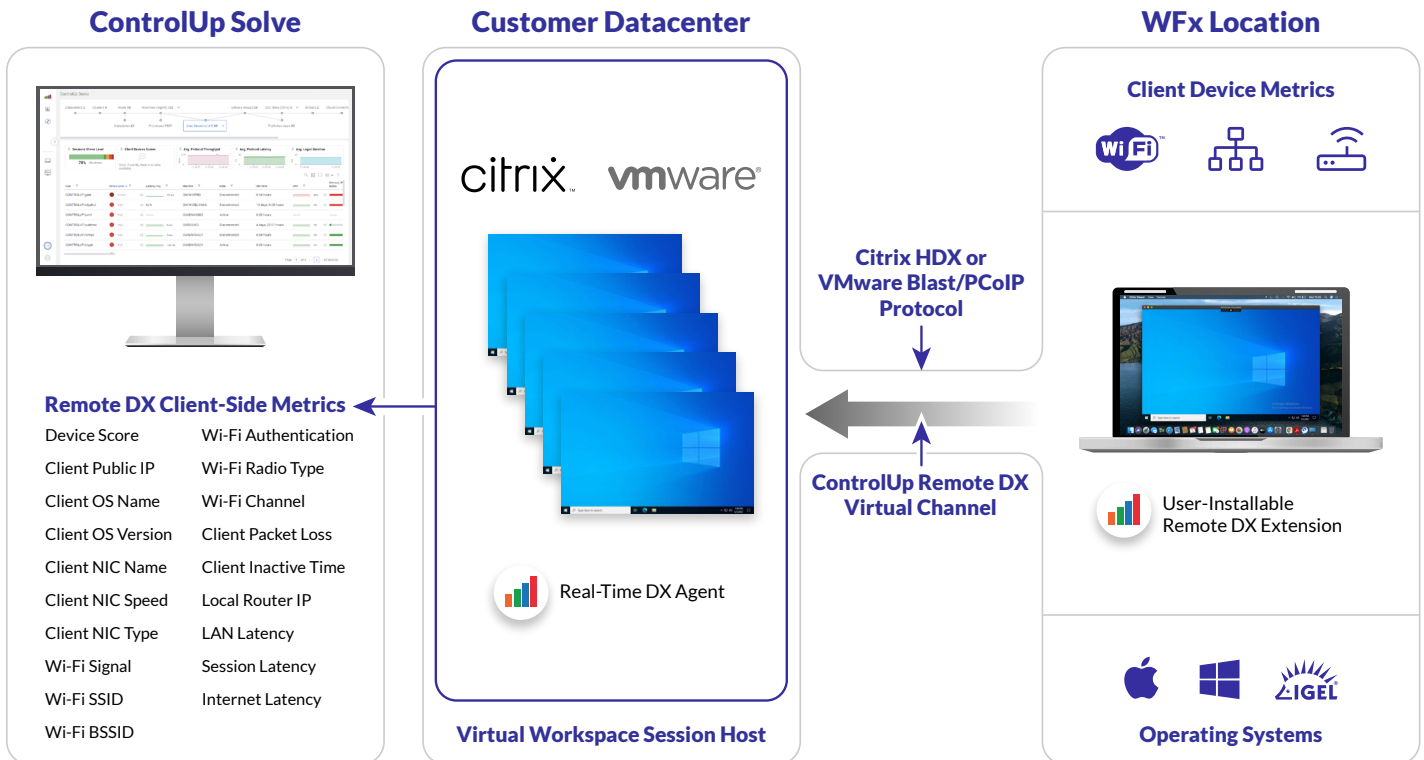 ControlUp Solve
Customer Datacenter
WFx Location
Remote DX Client-Side Metrics
Device Score
Client Public IP
Client OS Name
Client OS Version
Client NIC Name
Client NIC Speed
Client NIC Type
Wi-Fi Signal
Wi-Fi SSID
Wi-Fi BSSID
Wi-Fi Authentication
Wi-Fi Radio Type
Wi-Fi Channel
Client Packet Loss
Client Inactive Time
Local Router IP
LAN Latency
Session Latency
Internet Latency
citrix™
vmware®
Real-Time DX Agent
Virtual Workspace Session Host
Citrix HDX or
VMware Blast/PCoIP
Protocol
ControlUp Remote DX
Virtual Channel
Client Device Metrics
Wi Fi™
User-Installable
Remote DX Extension
IGEL®
Operating Systems